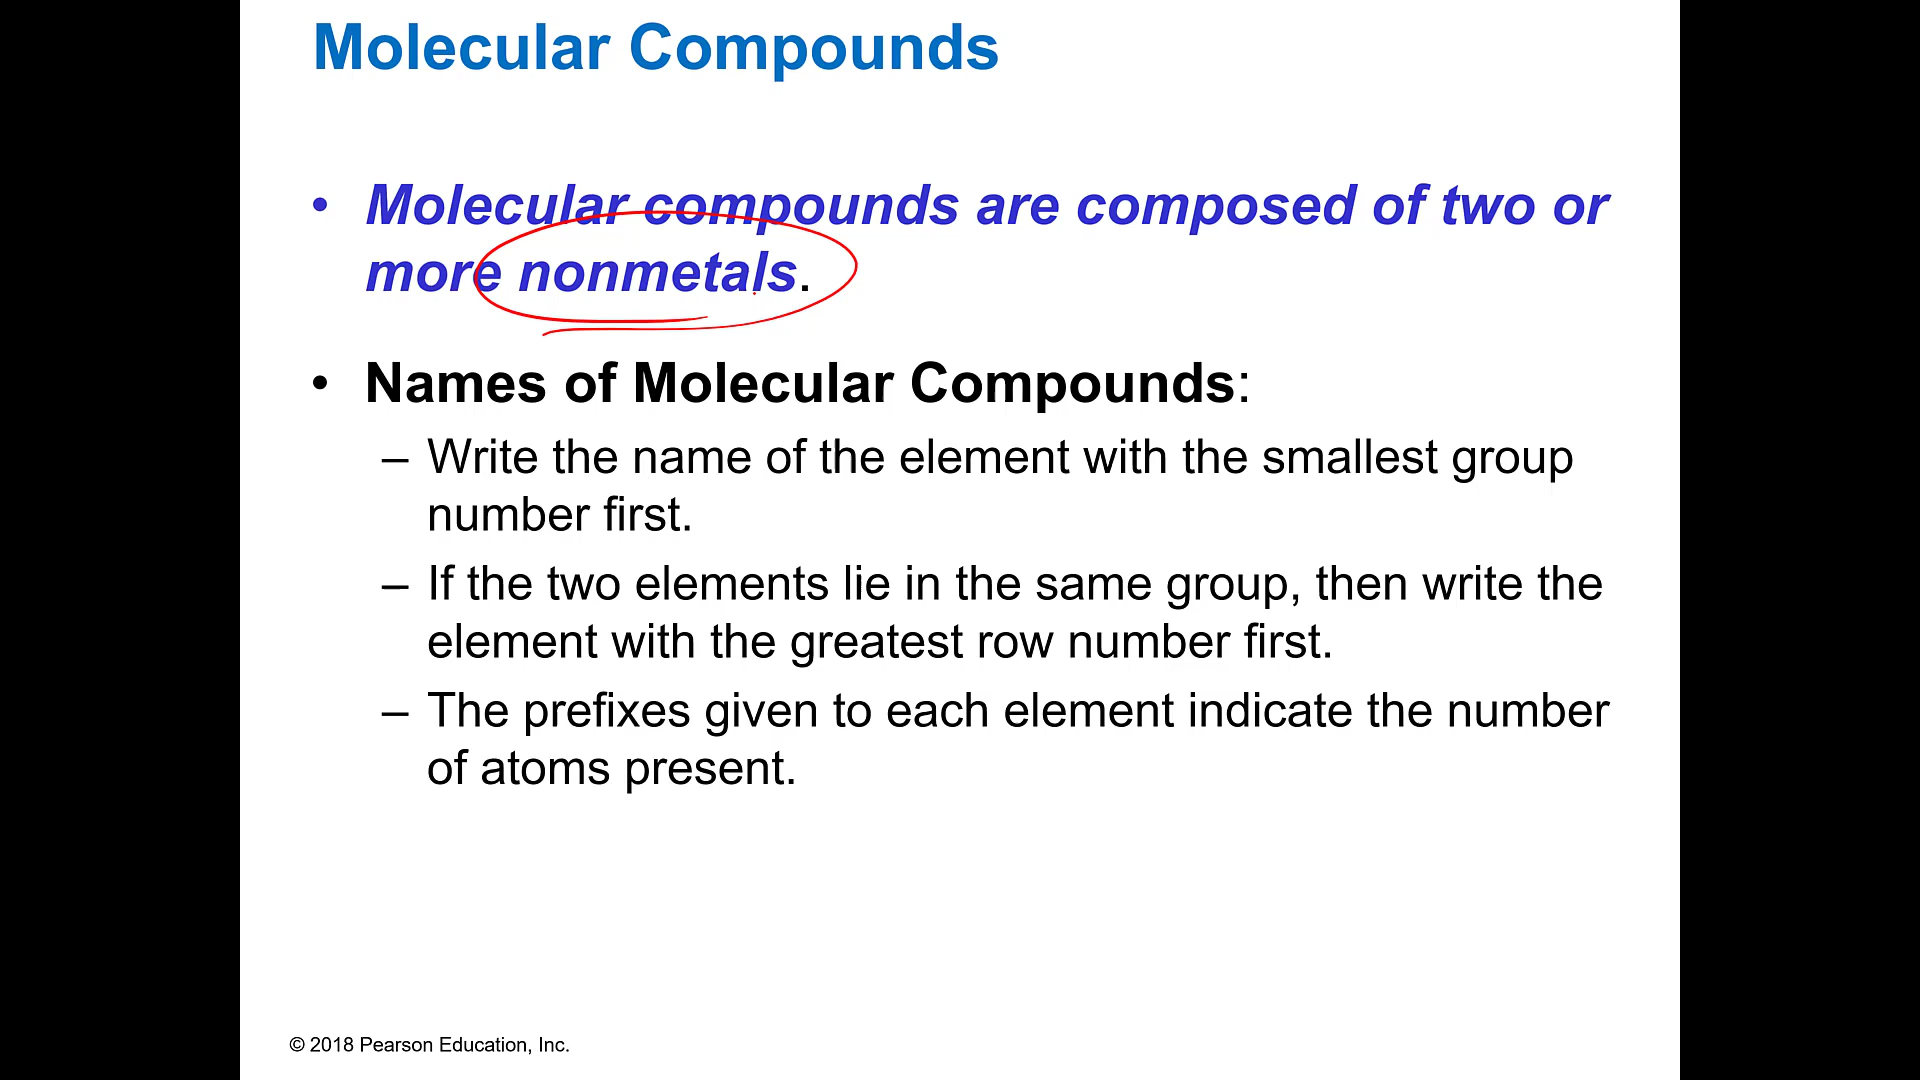 Molecular Compounds
• Molecular compounds are composed of two or
more nonmetals.
• Names of Molecular Compounds:
– Write the name of the element with the smallest group
number first.
– If the two elements lie in the same group, then write the
element with the greatest row number first.
– The prefixes given to each element indicate the number
of atoms present.
© 2018 Pearson Education, Inc.